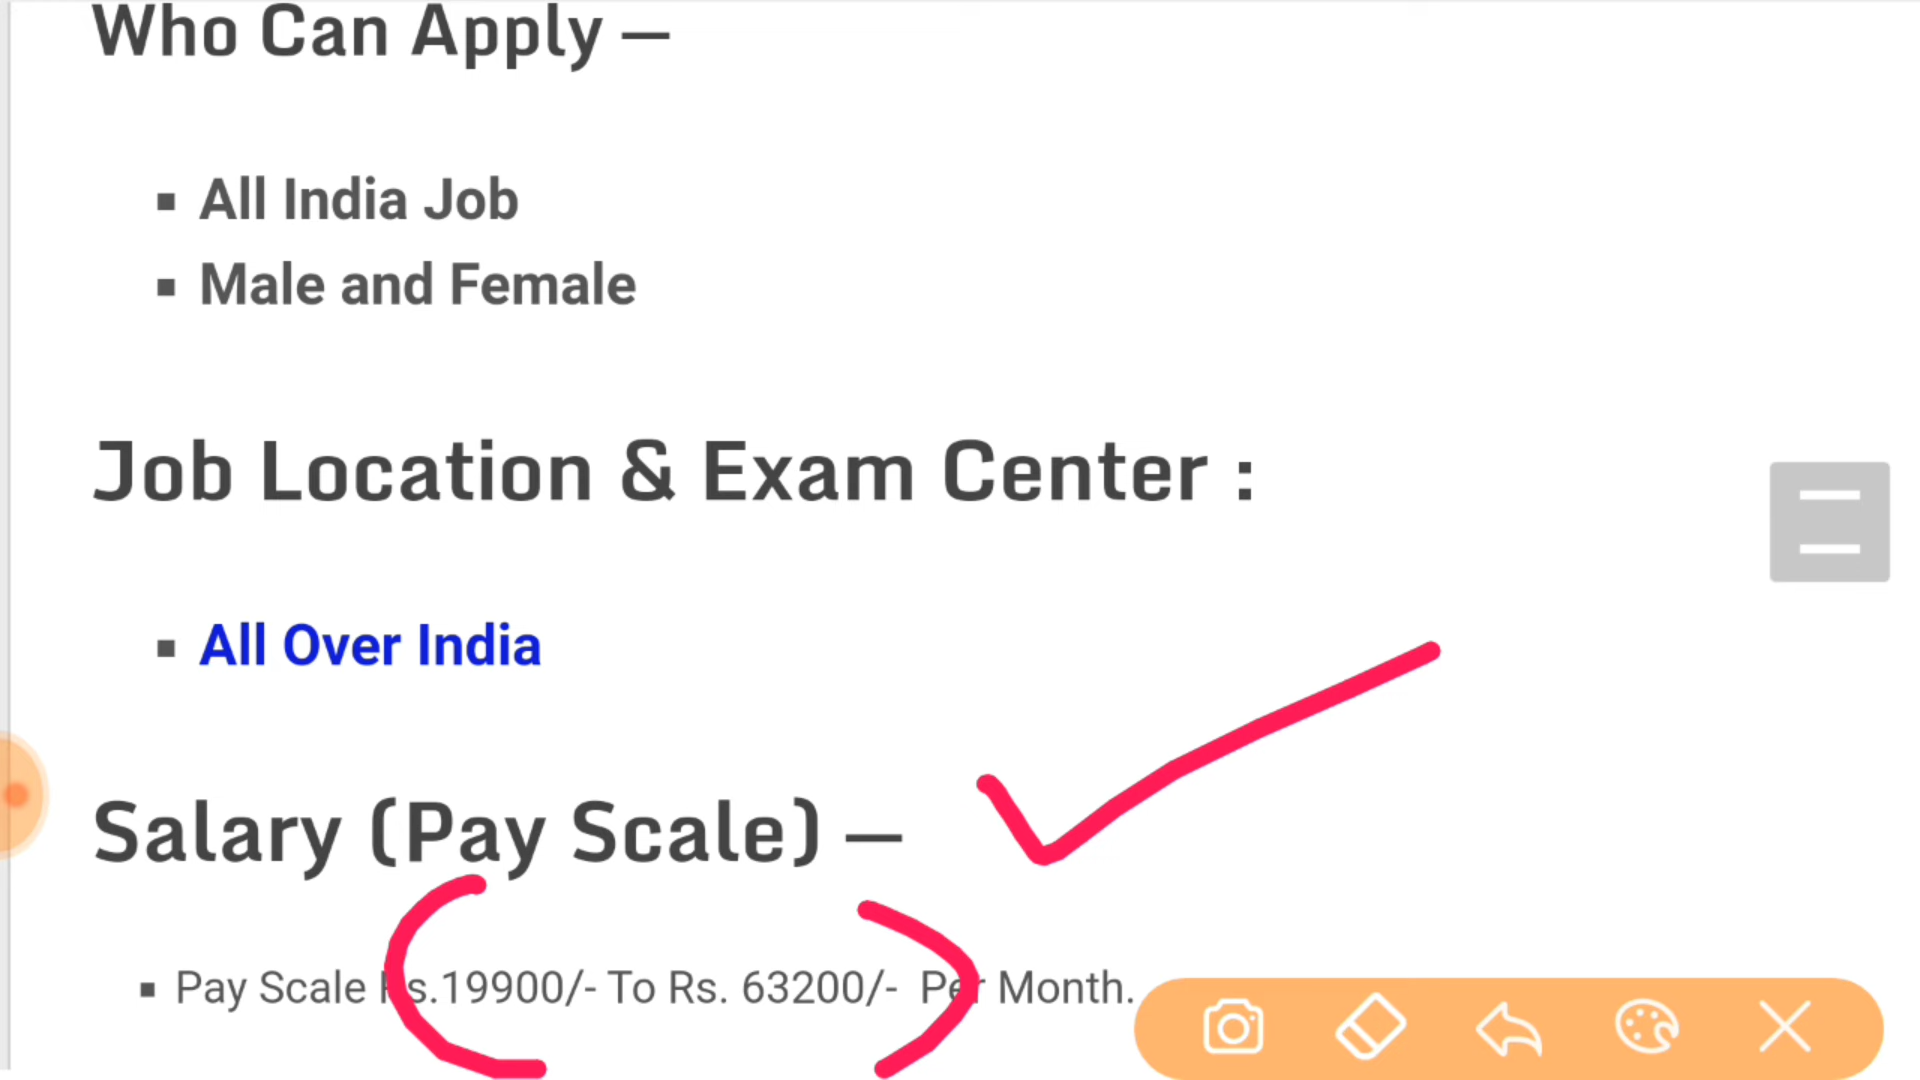 Who Can Apply —
All India Job
Male and Female
Job Location & Exam Center :
All Over India
Salary (Pay Scale) —
Pay Scale Rs.19900/- To Rs. 63200/- Per Month.